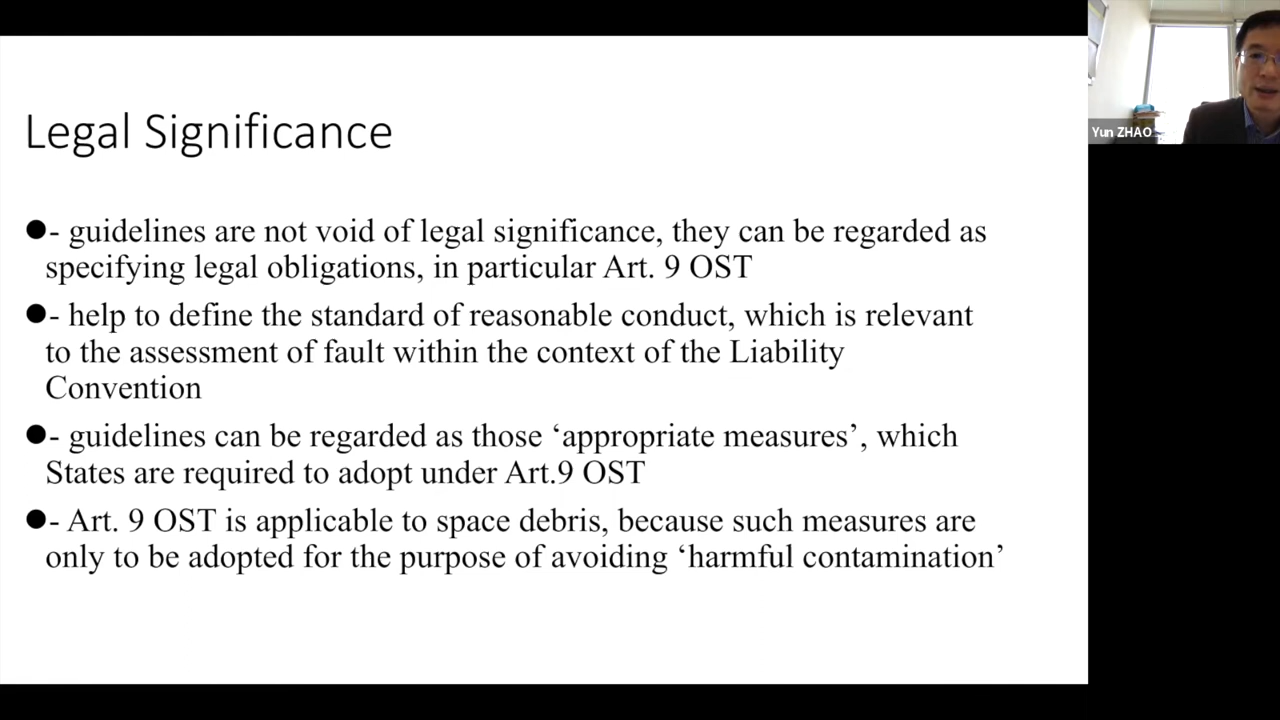 Legal Significance
●- guidelines are not void of legal significance, they can be regarded as
specifying legal obligations, in particular Art. 9 OST
●- help to define the standard of reasonable conduct, which is relevant
to the assessment of fault within the context of the Liability
Convention
●- guidelines can be regarded as those ‘appropriate measures’, which
States are required to adopt under Art.9 OST
●- Art. 9 OST is applicable to space debris, because such measures are
only to be adopted for the purpose of avoiding ‘harmful contamination’
Yun ZHAO